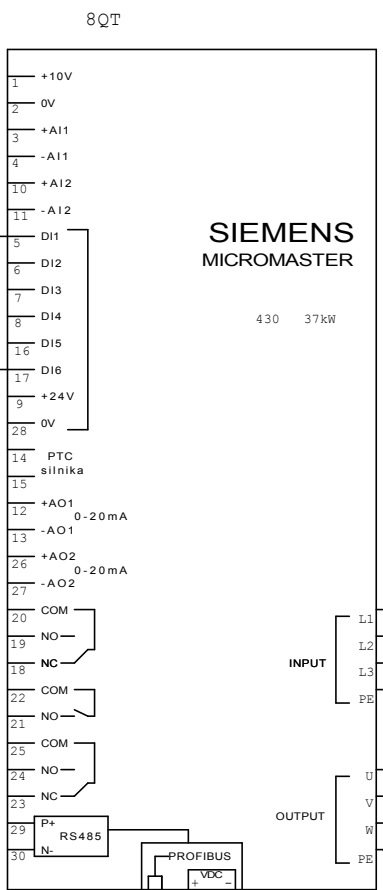 8QT
1 +10V
2 0V
3 +AI1
4 -AI1
10 +AI2
11 -AI2
5 DI1
6 DI2
7 DI3
8 DI4
16 DI5
17 DI6
9 +24V
28 0V
14 PTC
silnika
15
12 +AO1
0-20mA
13 -AO1
26 +AO2
0-20mA
27 -AO2
20 COM
19 NO
18 NC
22 COM
21 NO
25 COM
24 NO
23 NC
29 P+
RS485
30 N-
PROFIBUS
VDC
+ -
SIEMENS
MICROMASTER
430 37kW
INPUT
L1
L2
L3
PE
OUTPUT
U
V
W
PE